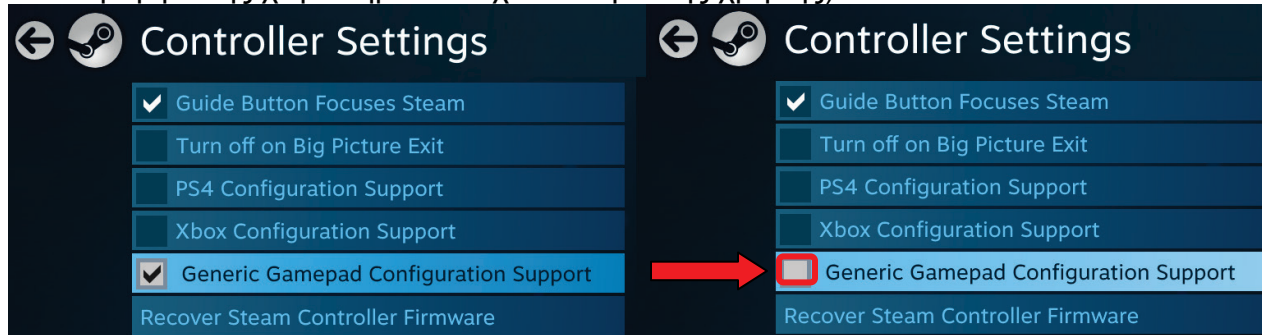 Controller Settings
Guide Button Focuses Steam
Turn off on Big Picture Exit
PS4 Configuration Support
Xbox Configuration Support
Generic Gamepad Configuration Support
Recover Steam Controller Firmware
Controller Settings
Guide Button Focuses Steam
Turn off on Big Picture Exit
PS4 Configuration Support
Xbox Configuration Support
Generic Gamepad Configuration Support
Recover Steam Controller Firmware